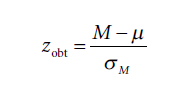 z_obt = (M − μ) / σ_M